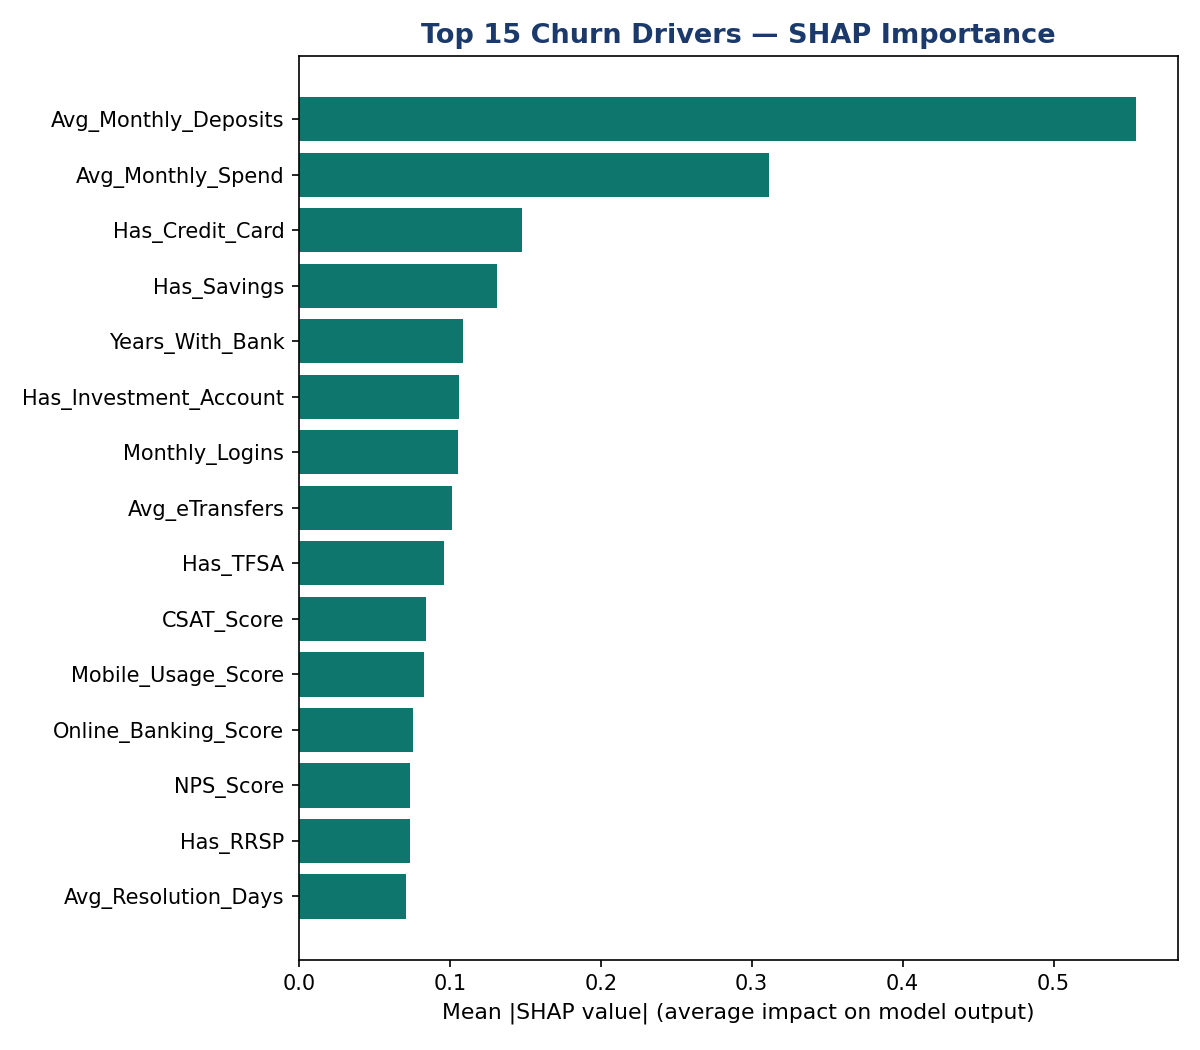 Top 15 Churn Drivers — SHAP Importance
Avg_Monthly_Deposits
Avg_Monthly_Spend
Has_Credit_Card
Has_Savings
Years_With_Bank
Has_Investment_Account
Monthly_Logins
Avg_eTransfers
Has_TFSA
CSAT_Score
Mobile_Usage_Score
Online_Banking_Score
NPS_Score
Has_RRSP
Avg_Resolution_Days
0.0 0.1 0.2 0.3 0.4 0.5
Mean |SHAP value| (average impact on model output)